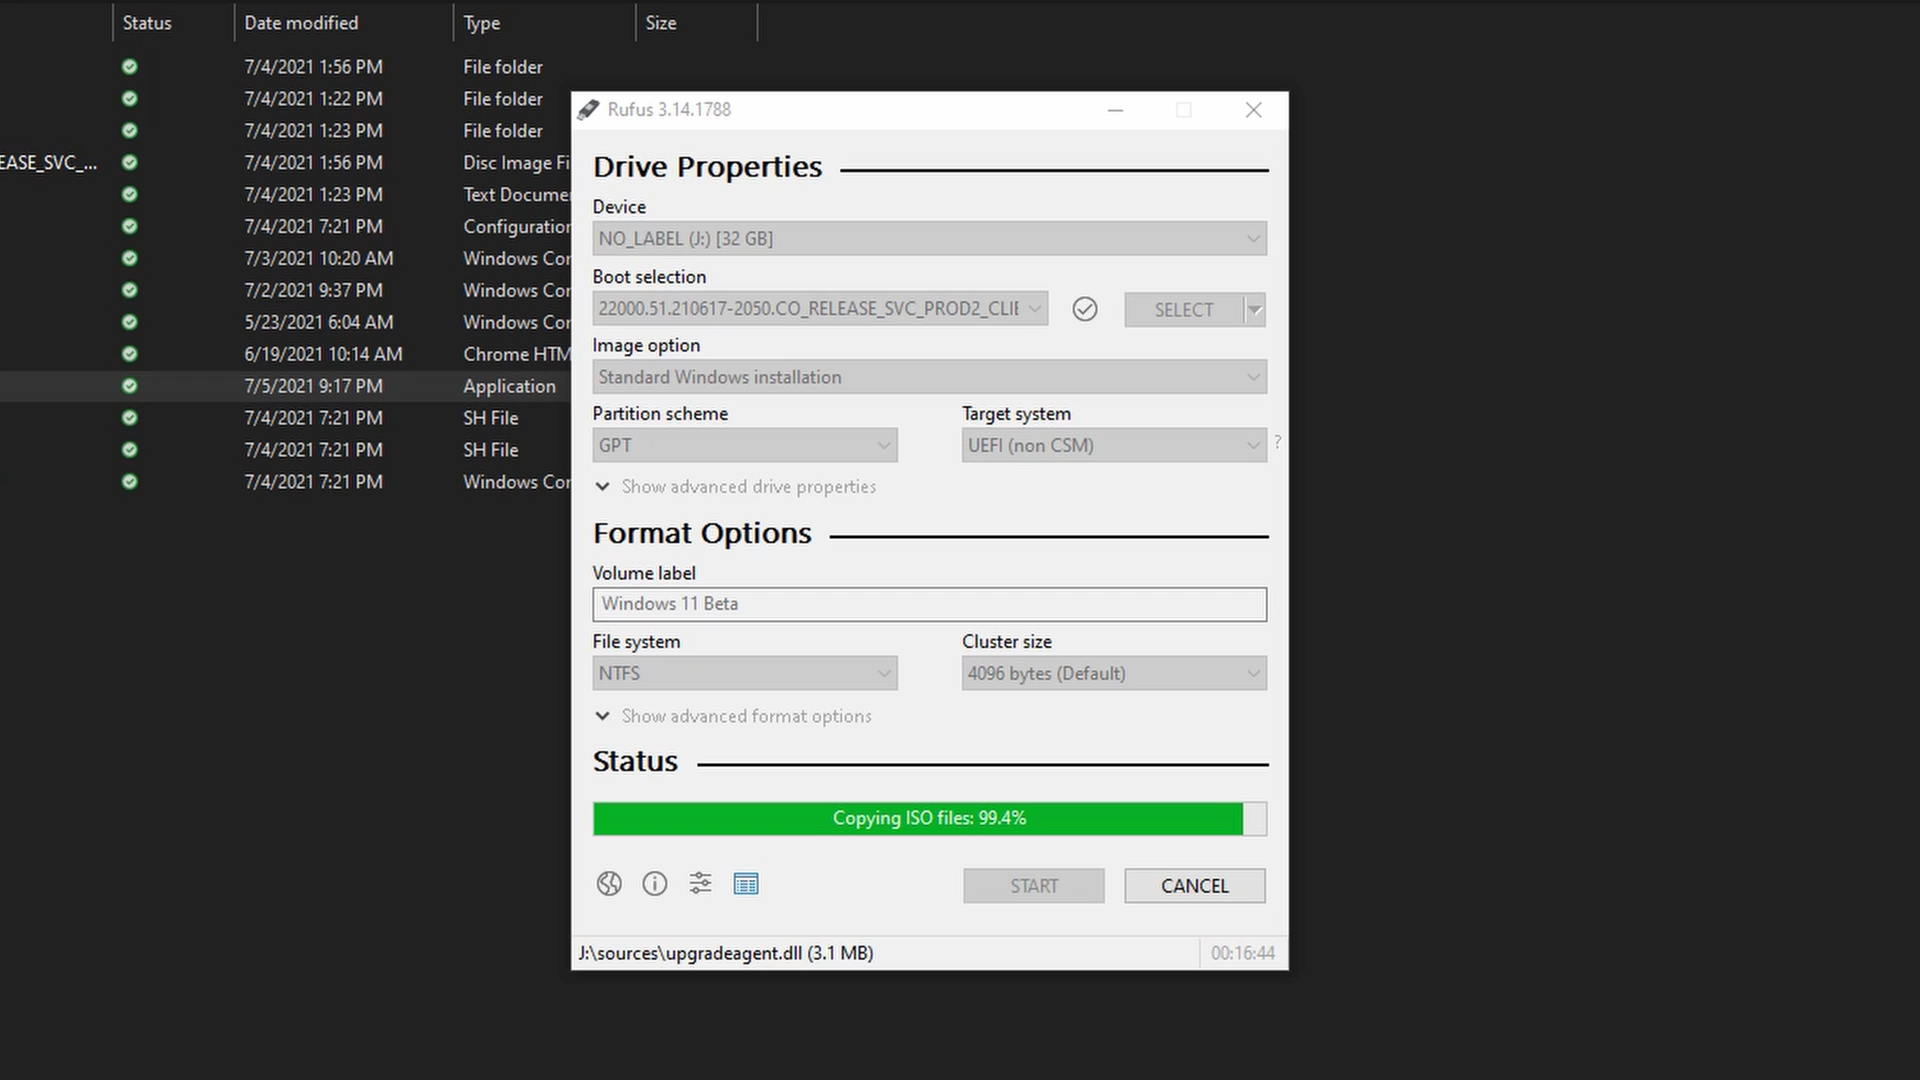 Status Date modified Type Size
7/4/2021 1:56 PM File folder
7/4/2021 1:22 PM File folder
7/4/2021 1:23 PM File folder
EASE_SVC_... 7/4/2021 1:56 PM Disc Image Fi
7/4/2021 1:23 PM Text Docume
7/4/2021 7:21 PM Configuration
7/3/2021 10:20 AM Windows Cor
7/2/2021 9:37 PM Windows Cor
5/23/2021 6:04 AM Windows Cor
6/19/2021 10:14 AM Chrome HTM
7/5/2021 9:17 PM Application
7/4/2021 7:21 PM SH File
7/4/2021 7:21 PM SH File
7/4/2021 7:21 PM Windows Cor
Rufus 3.14.1788
Drive Properties
Device
NO_LABEL (J:) [32 GB]
Boot selection
22000.51.210617-2050.CO_RELEASE_SVC_PROD2_CLIE SELECT
Image option
Standard Windows installation
Partition scheme Target system
GPT UEFI (non CSM) ?
Show advanced drive properties
Format Options
Volume label
Windows 11 Beta
File system Cluster size
NTFS 4096 bytes (Default)
Show advanced format options
Status
Copying ISO files: 99.4%
START CANCEL
J:\sources\upgradeagent.dll (3.1 MB) 00:16:44